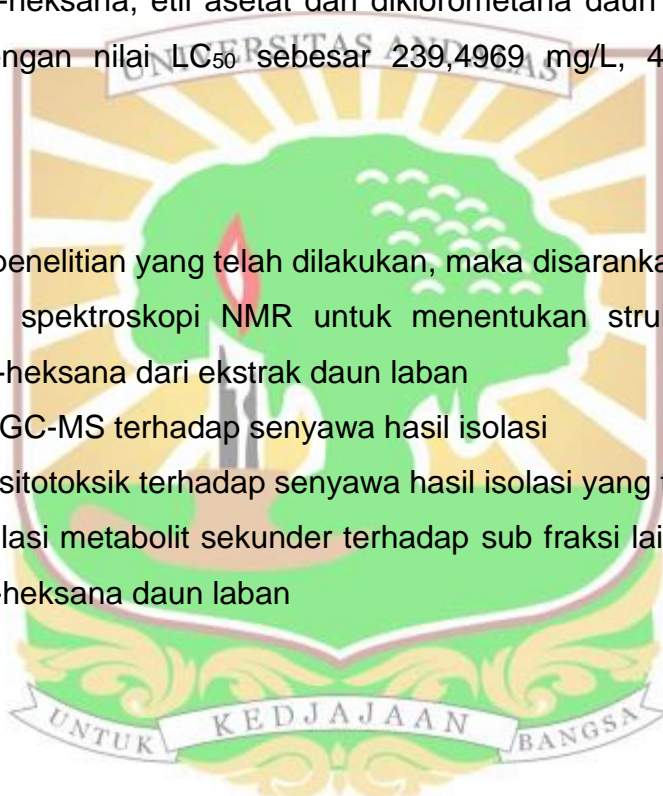 -heksana, etil asetat dan diklorometana daun
engan nilai LC50 sebesar 239,4969 mg/L, 4
UNIVERSITAS ANDALAS
penelitian yang telah dilakukan, maka disaranka
spektroskopi NMR untuk menentukan stru
-heksana dari ekstrak daun laban
GC-MS terhadap senyawa hasil isolasi
sitotoksik terhadap senyawa hasil isolasi yang
lasi metabolit sekunder terhadap sub fraksi lai
-heksana daun laban
UNTUK KEDJAJAAN BANGSA